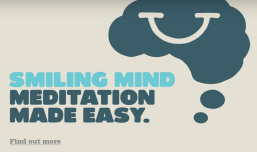 SMILING MIND
MEDITATION
MADE EASY.
Find out more